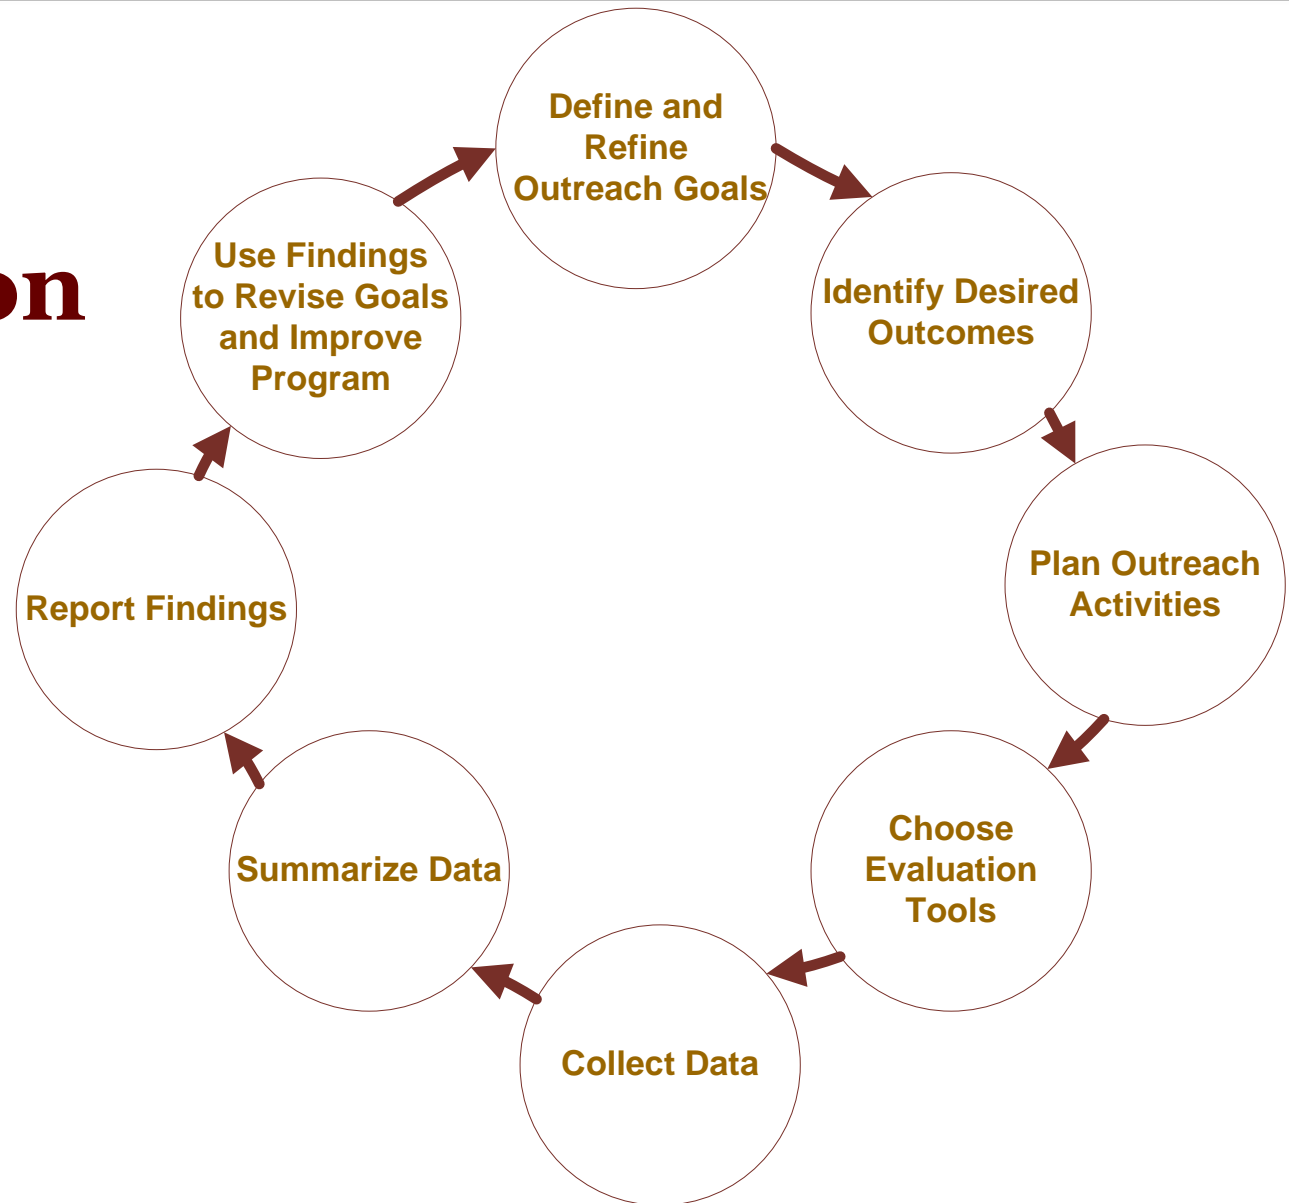 on
Define and
Refine
Outreach Goals
Identify Desired
Outcomes
Plan Outreach
Activities
Choose
Evaluation
Tools
Collect Data
Summarize Data
Report Findings
Use Findings
to Revise Goals
and Improve
Program